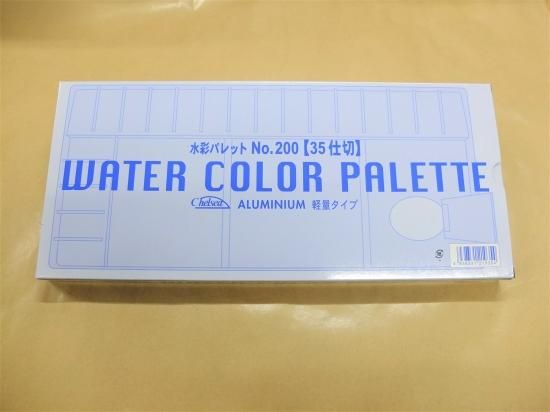 水彩パレット No.200【35仕切】
WATER COLOR PALETTE
Chelsea ALUMINIUM 軽量タイプ